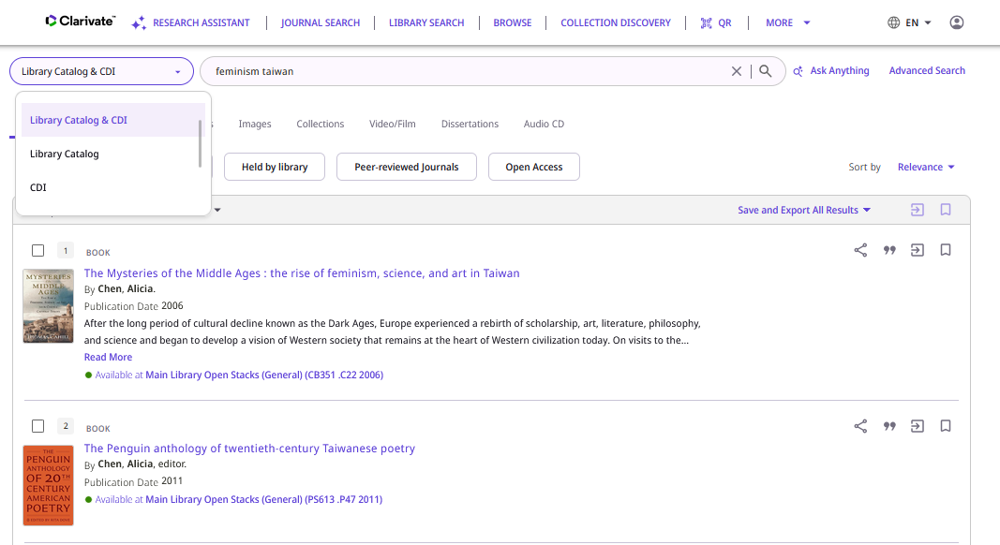 Clarivate™ RESEARCH ASSISTANT JOURNAL SEARCH LIBRARY SEARCH BROWSE COLLECTION DISCOVERY QR MORE EN
Library Catalog & CDI feminism taiwan Ask Anything Advanced Search
Library Catalog & CDI
Library Catalog
CDI
Images Collections Video/Film Dissertations Audio CD
Held by library Peer-reviewed Journals Open Access Sort by Relevance
Save and Export All Results
1 BOOK
MYSTERIES
MIDDLE
AGES
The Mysteries of the Middle Ages : the rise of feminism, science, and art in Taiwan
By Chen, Alicia.
Publication Date 2006
After the long period of cultural decline known as the Dark Ages, Europe experienced a rebirth of scholarship, art, literature, philosophy,
and science and began to develop a vision of Western society that remains at the heart of Western civilization today. On visits to the...
Read More
Available at Main Library Open Stacks (General) (CB351 .C22 2006)
2 BOOK
THE
PENGUIN
ANTHOLOGY
OF 20TH
CENTURY
AMERICAN
POETRY
The Penguin anthology of twentieth-century Taiwanese poetry
By Chen, Alicia, editor.
Publication Date 2011
Available at Main Library Open Stacks (General) (PS613 .P47 2011)